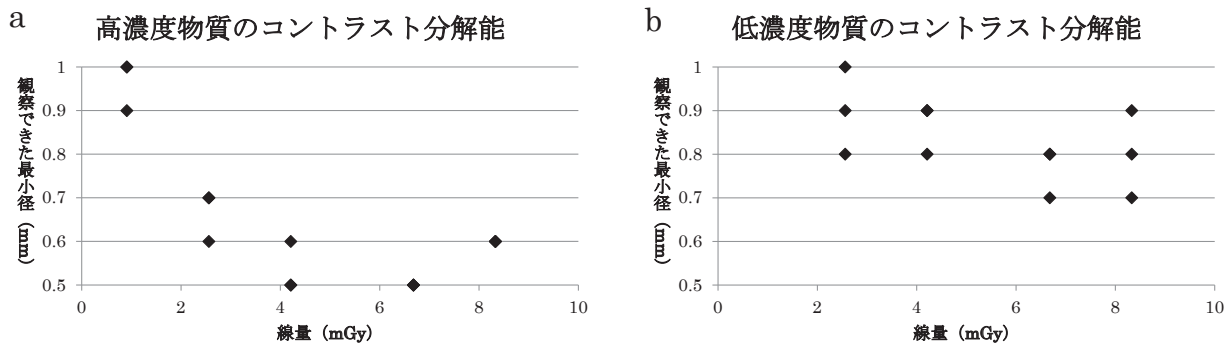 a
高濃度物質のコントラスト分解能
観察できた最小径（mm）
1
0.9
0.8
0.7
0.6
0.5
0 2 4 6 8 10
線量（mGy）
b
低濃度物質のコントラスト分解能
観察できた最小径（mm）
1
0.9
0.8
0.7
0.6
0.5
0 2 4 6 8 10
線量（mGy）